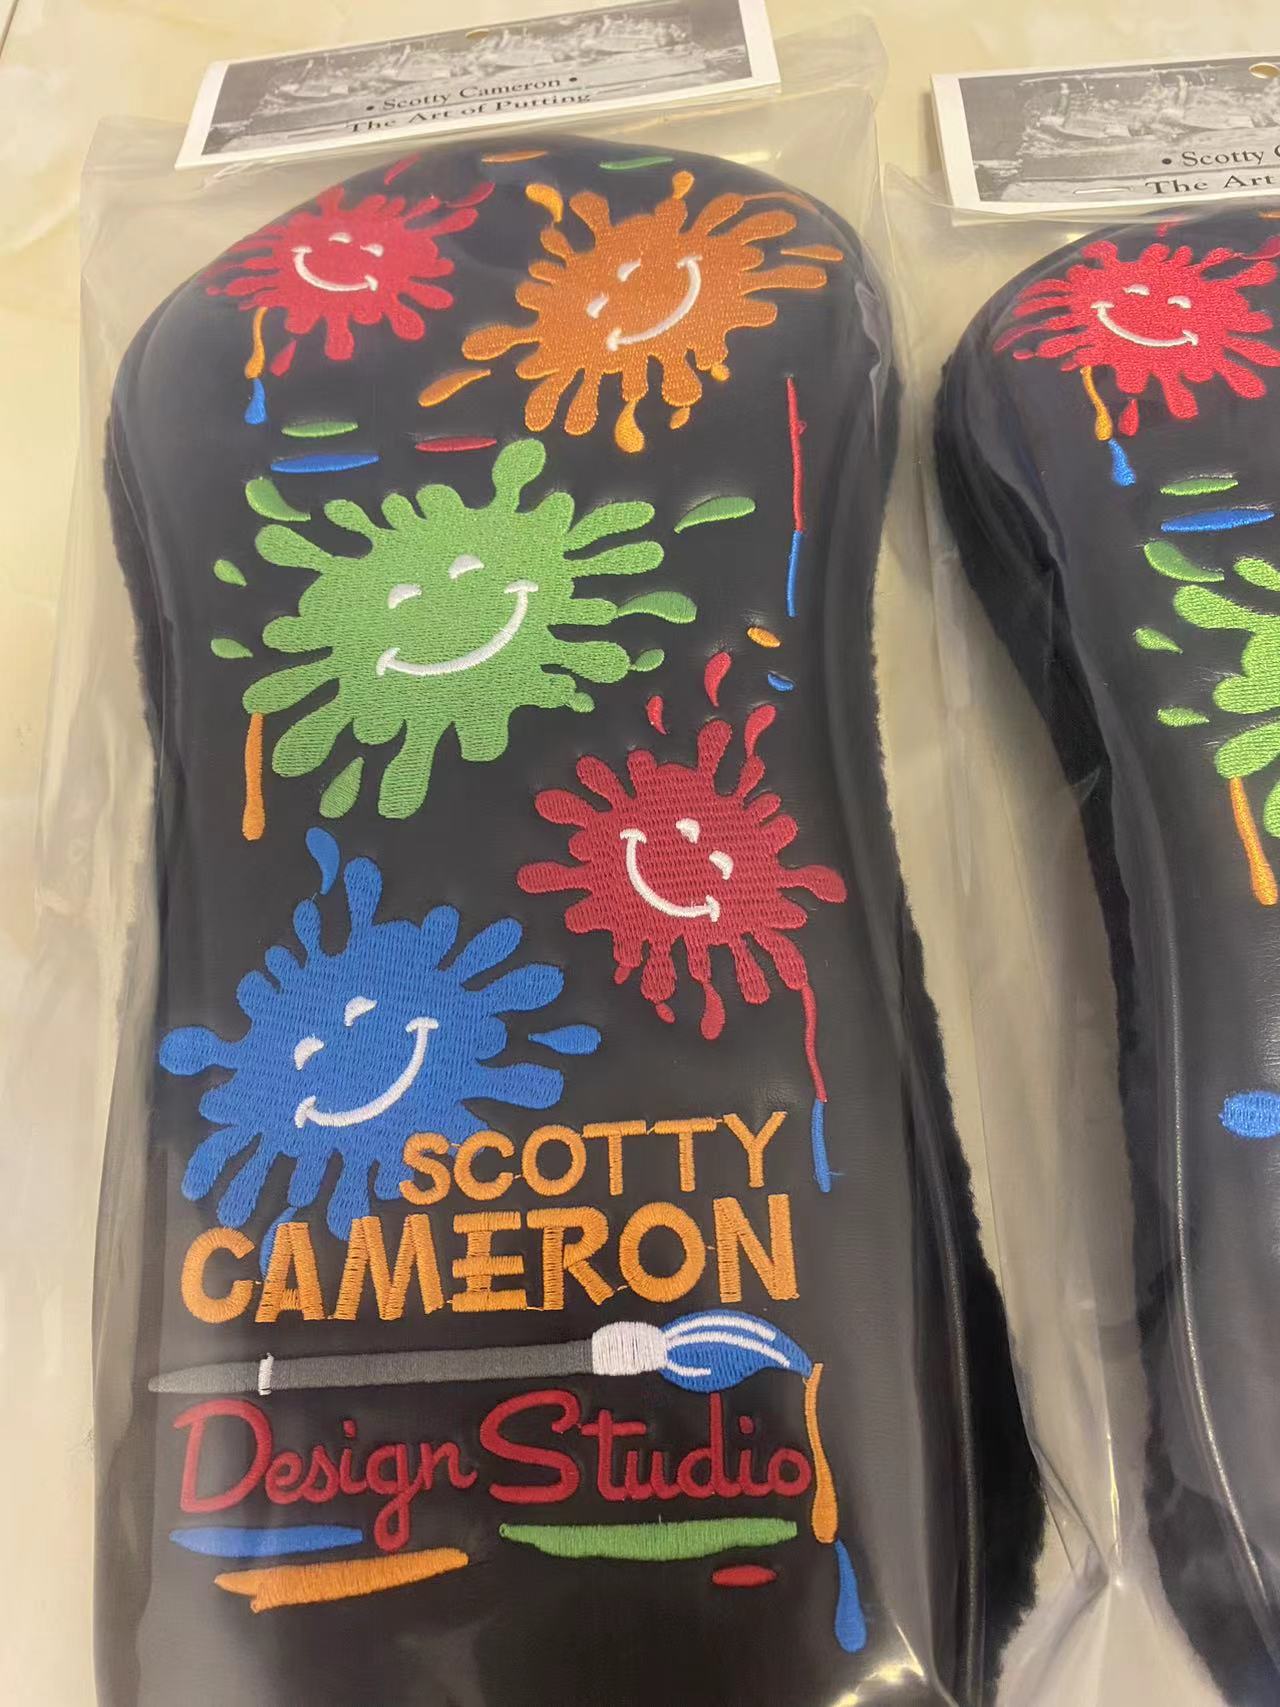 • Scotty Cameron •
The Art of Putting
• Scotty
The Art
SCOTTY
CAMERON
Design Studio